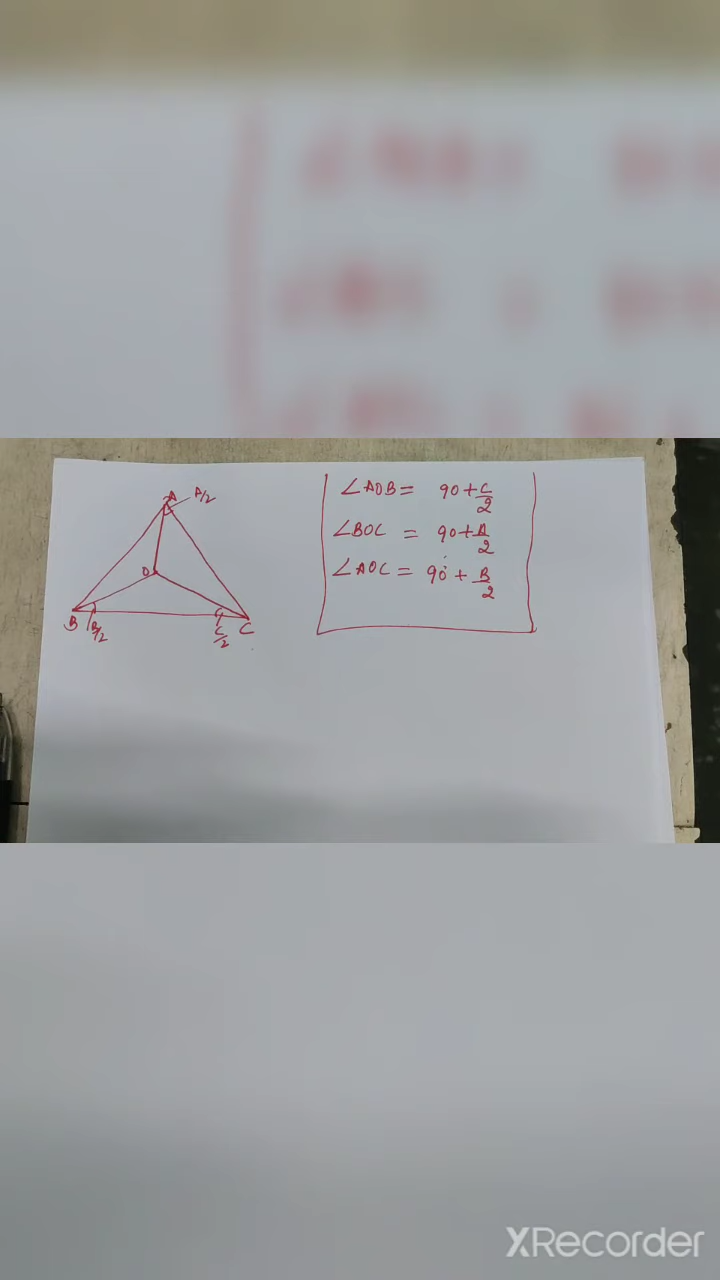 A A/2
O
B B/2 C/2 C
∠AOB = 90 + C/2
∠BOC = 90 + A/2
∠AOC = 90° + B/2
XRecorder